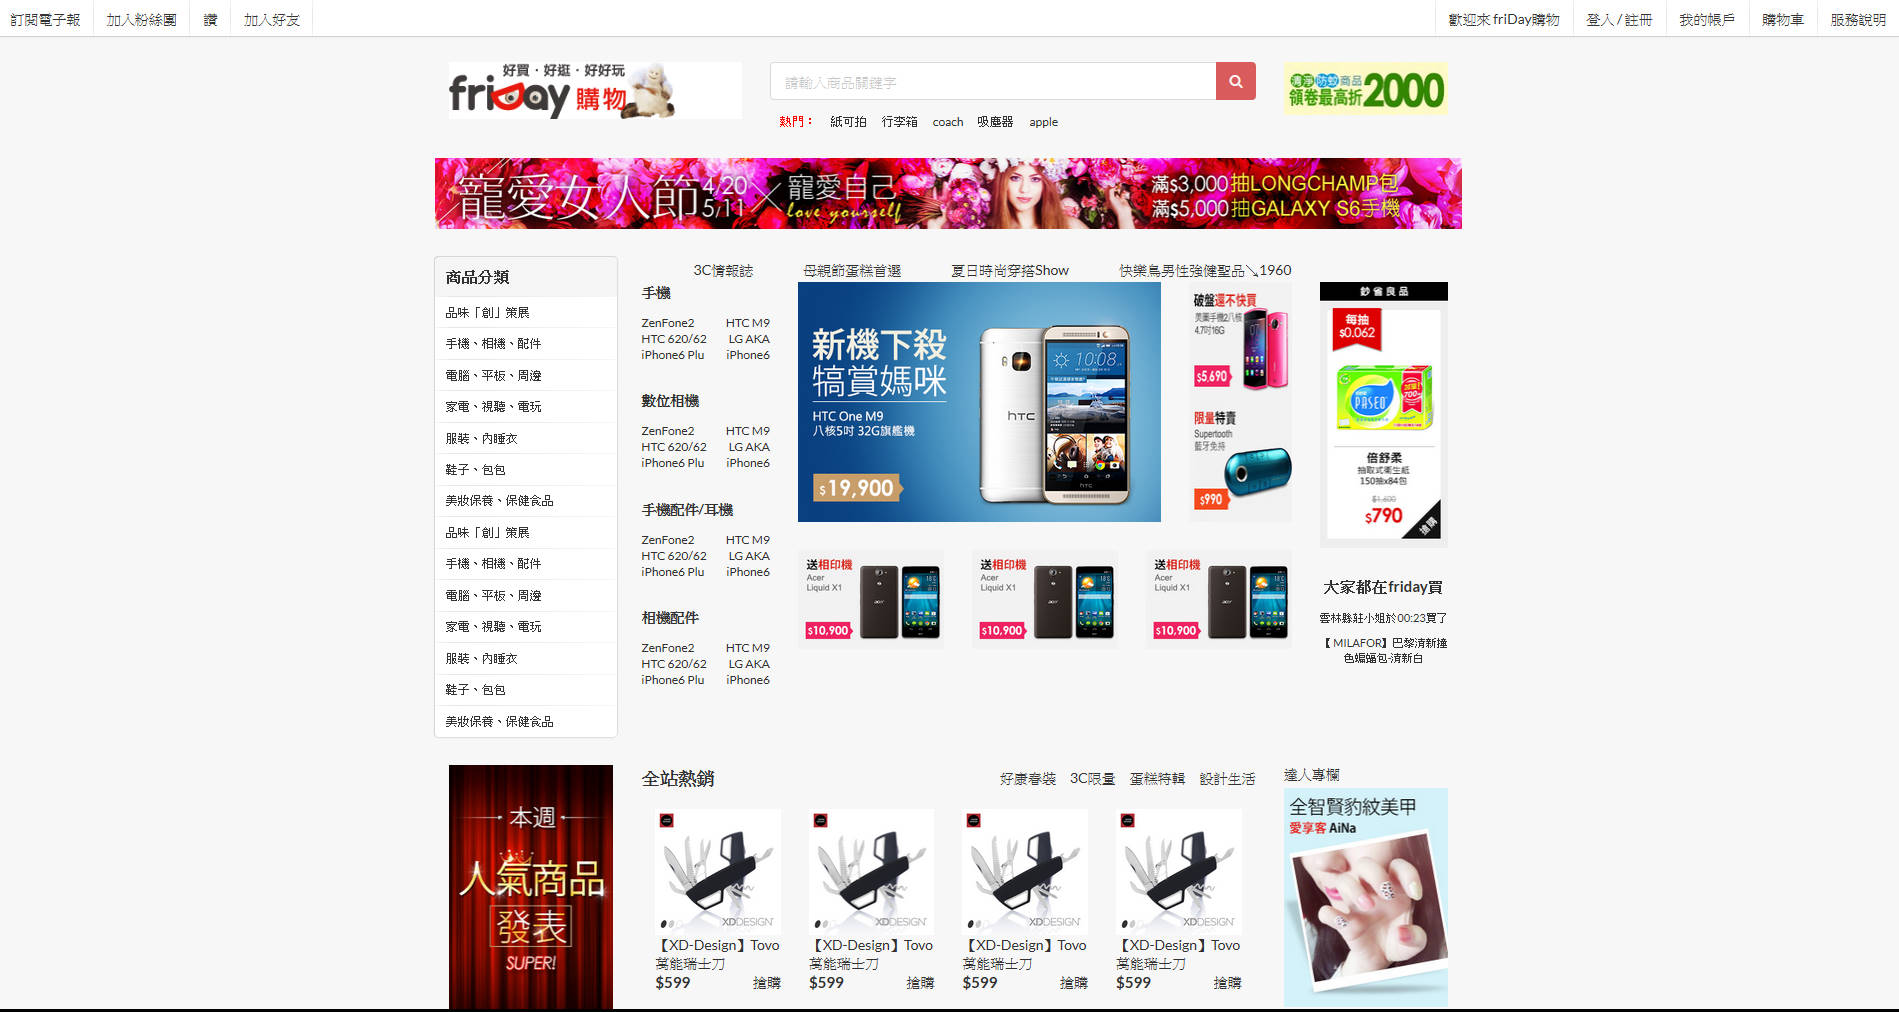 訂閱電子報 加入粉絲團 讚 加入好友 歡迎來friDay購物 登入 / 註冊 我的帳戶 購物車 服務說明
好買・好逛・好好玩
friDay 購物
請輸入商品關鍵字
熱門： 紙可拍 行李箱 coach 吸塵器 apple
清淨防蚊商品
領卷最高折2000
寵愛女人節 4/20 5/11 寵愛自己
love yourself
滿$3,000抽LONGCHAMP包
滿$5,000抽GALAXY S6手機
商品分類
品味「創」策展
手機、相機、配件
電腦、平板、周邊
家電、視聽、電玩
服裝、內睡衣
鞋子、包包
美妝保養、保健食品
品味「創」策展
手機、相機、配件
電腦、平板、周邊
家電、視聽、電玩
服裝、內睡衣
鞋子、包包
美妝保養、保健食品
3C情報誌 母親節蛋糕首選 夏日時尚穿搭Show 快樂鳥男性強健聖品↘1960
手機
ZenFone2 HTC M9
HTC 620/62 LG AKA
iPhone6 Plu iPhone6
數位相機
ZenFone2 HTC M9
HTC 620/62 LG AKA
iPhone6 Plu iPhone6
手機配件/耳機
ZenFone2 HTC M9
HTC 620/62 LG AKA
iPhone6 Plu iPhone6
相機配件
ZenFone2 HTC M9
HTC 620/62 LG AKA
iPhone6 Plu iPhone6
新機下殺
犒賞媽咪
HTC One M9
八核5吋 32G旗艦機
$19,900
htc
10:08
破盤還不快買
美圖手機2八核
4.7吋16G
$5,690
限量特賣
Supertooth
藍牙免持
$990
送相印機
Acer
Liquid X1
$10,900
送相印機
Acer
Liquid X1
$10,900
送相印機
Acer
Liquid X1
$10,900
鈔省良品
每抽
$0.062
PASEO
倍舒柔
抽取式衛生紙
150抽x84包
$1,600
$790
搶購
大家都在friday買
雲林縣莊小姐於00:23買了
【 MILAFOR】巴黎清新撞
色蝙蝠包-清新白
本週
人氣商品
發表
SUPER!
全站熱銷 好康春裝 3C限量 蛋糕特輯 設計生活
XDDESIGN
【XD-Design】Tovo
萬能瑞士刀
$599 搶購
XDDESIGN
【XD-Design】Tovo
萬能瑞士刀
$599 搶購
XDDESIGN
【XD-Design】Tovo
萬能瑞士刀
$599 搶購
XDDESIGN
【XD-Design】Tovo
萬能瑞士刀
$599 搶購
達人專欄
全智賢豹紋美甲
愛享客 AiNa